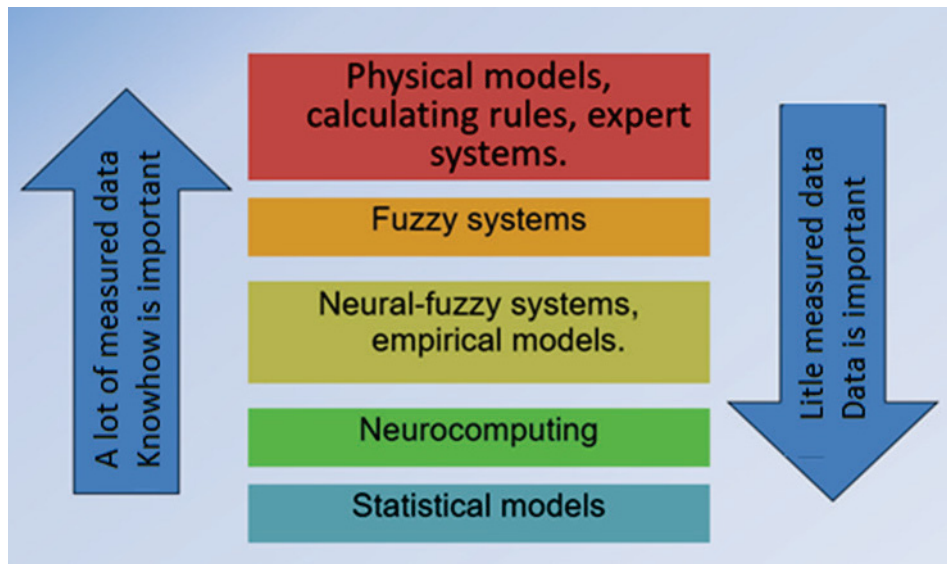 Physical models,
calculating rules, expert
systems.
Fuzzy systems
Neural-fuzzy systems,
empirical models.
Neurocomputing
Statistical models
A lot of measured data
Knowhow is important
Litle measured data
Data is important